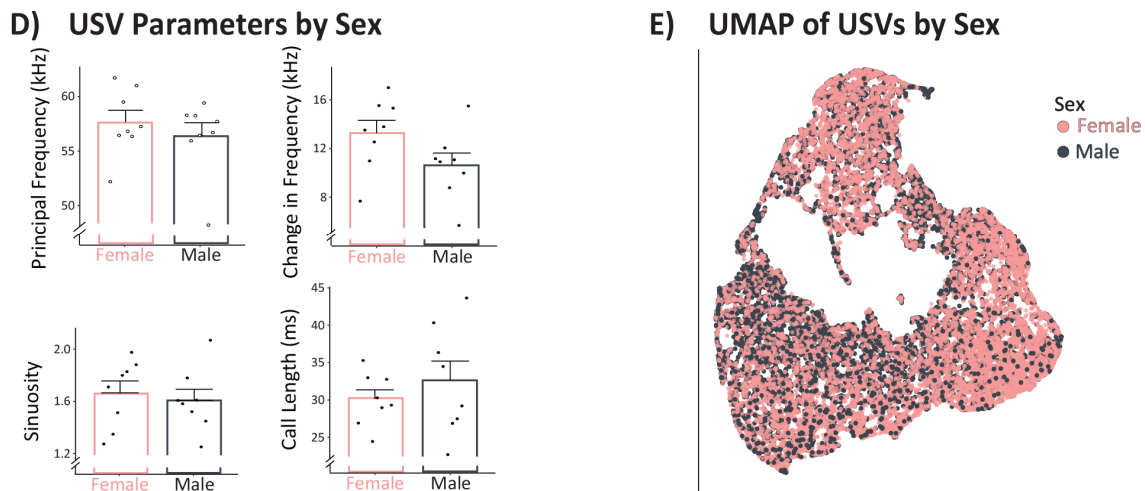 D) USV Parameters by Sex
Principal Frequency (kHz)
60
55
50
Female Male
Change in Frequency (kHz)
16
12
8
Female Male
Sinuosity
2.0
1.6
1.2
Female Male
Call Length (ms)
45
40
35
30
25
Female Male
E) UMAP of USVs by Sex
Sex
Female
Male